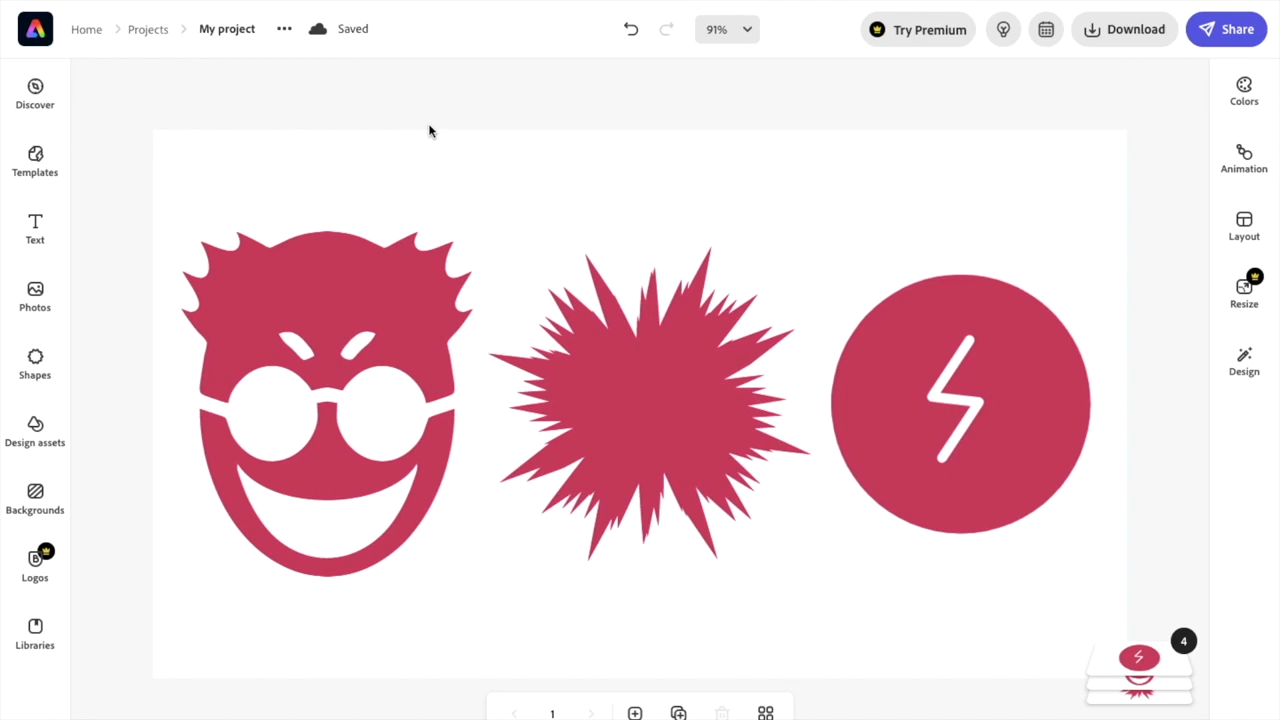 Home Projects My project Saved 91% Try Premium Download Share
Discover
Templates
Text
Photos
Shapes
Design assets
Backgrounds
Logos
Libraries
Colors
Animation
Layout
Resize
Design
4
1